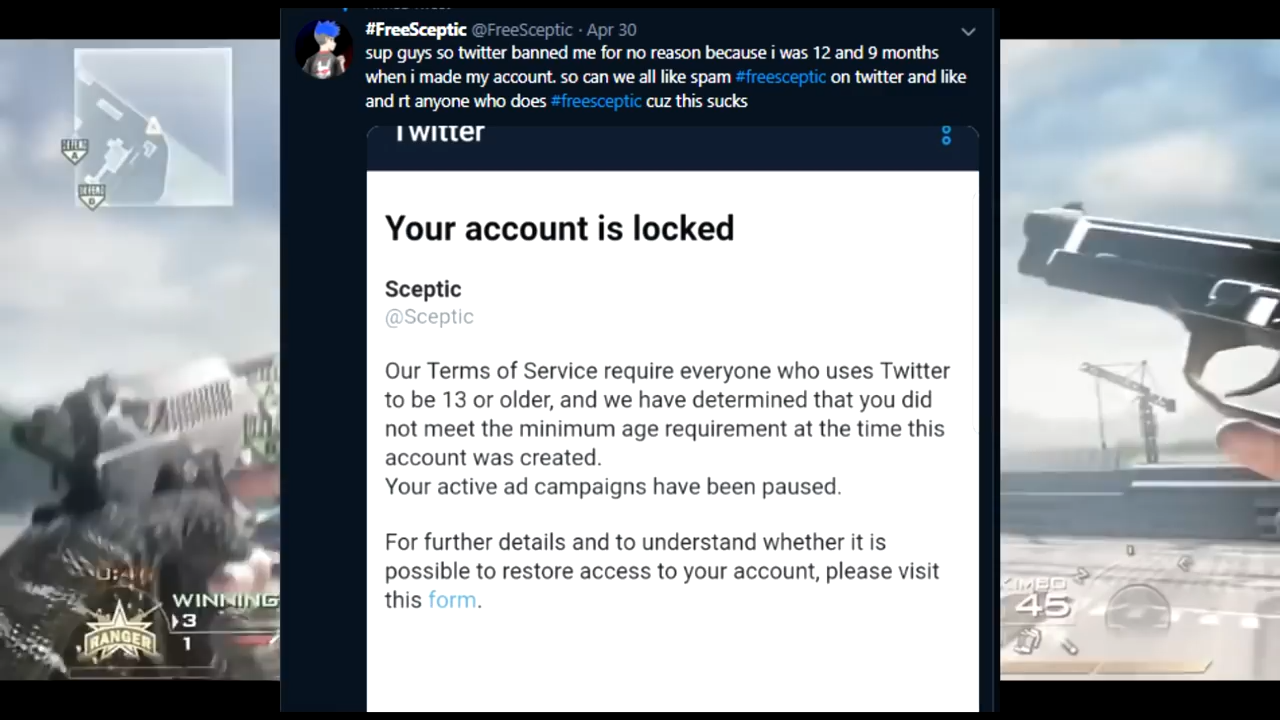 #FreeSceptic @FreeSceptic · Apr 30
sup guys so twitter banned me for no reason because i was 12 and 9 months
when i made my account. so can we all like spam #freesceptic on twitter and like
and rt anyone who does #freesceptic cuz this sucks
Twitter
Your account is locked
Sceptic
@Sceptic
Our Terms of Service require everyone who uses Twitter
to be 13 or older, and we have determined that you did
not meet the minimum age requirement at the time this
account was created.
Your active ad campaigns have been paused.
For further details and to understand whether it is
possible to restore access to your account, please visit
this form.
DEFEND
A
DEFEND
B
WINNING
3
RANGER
1
45